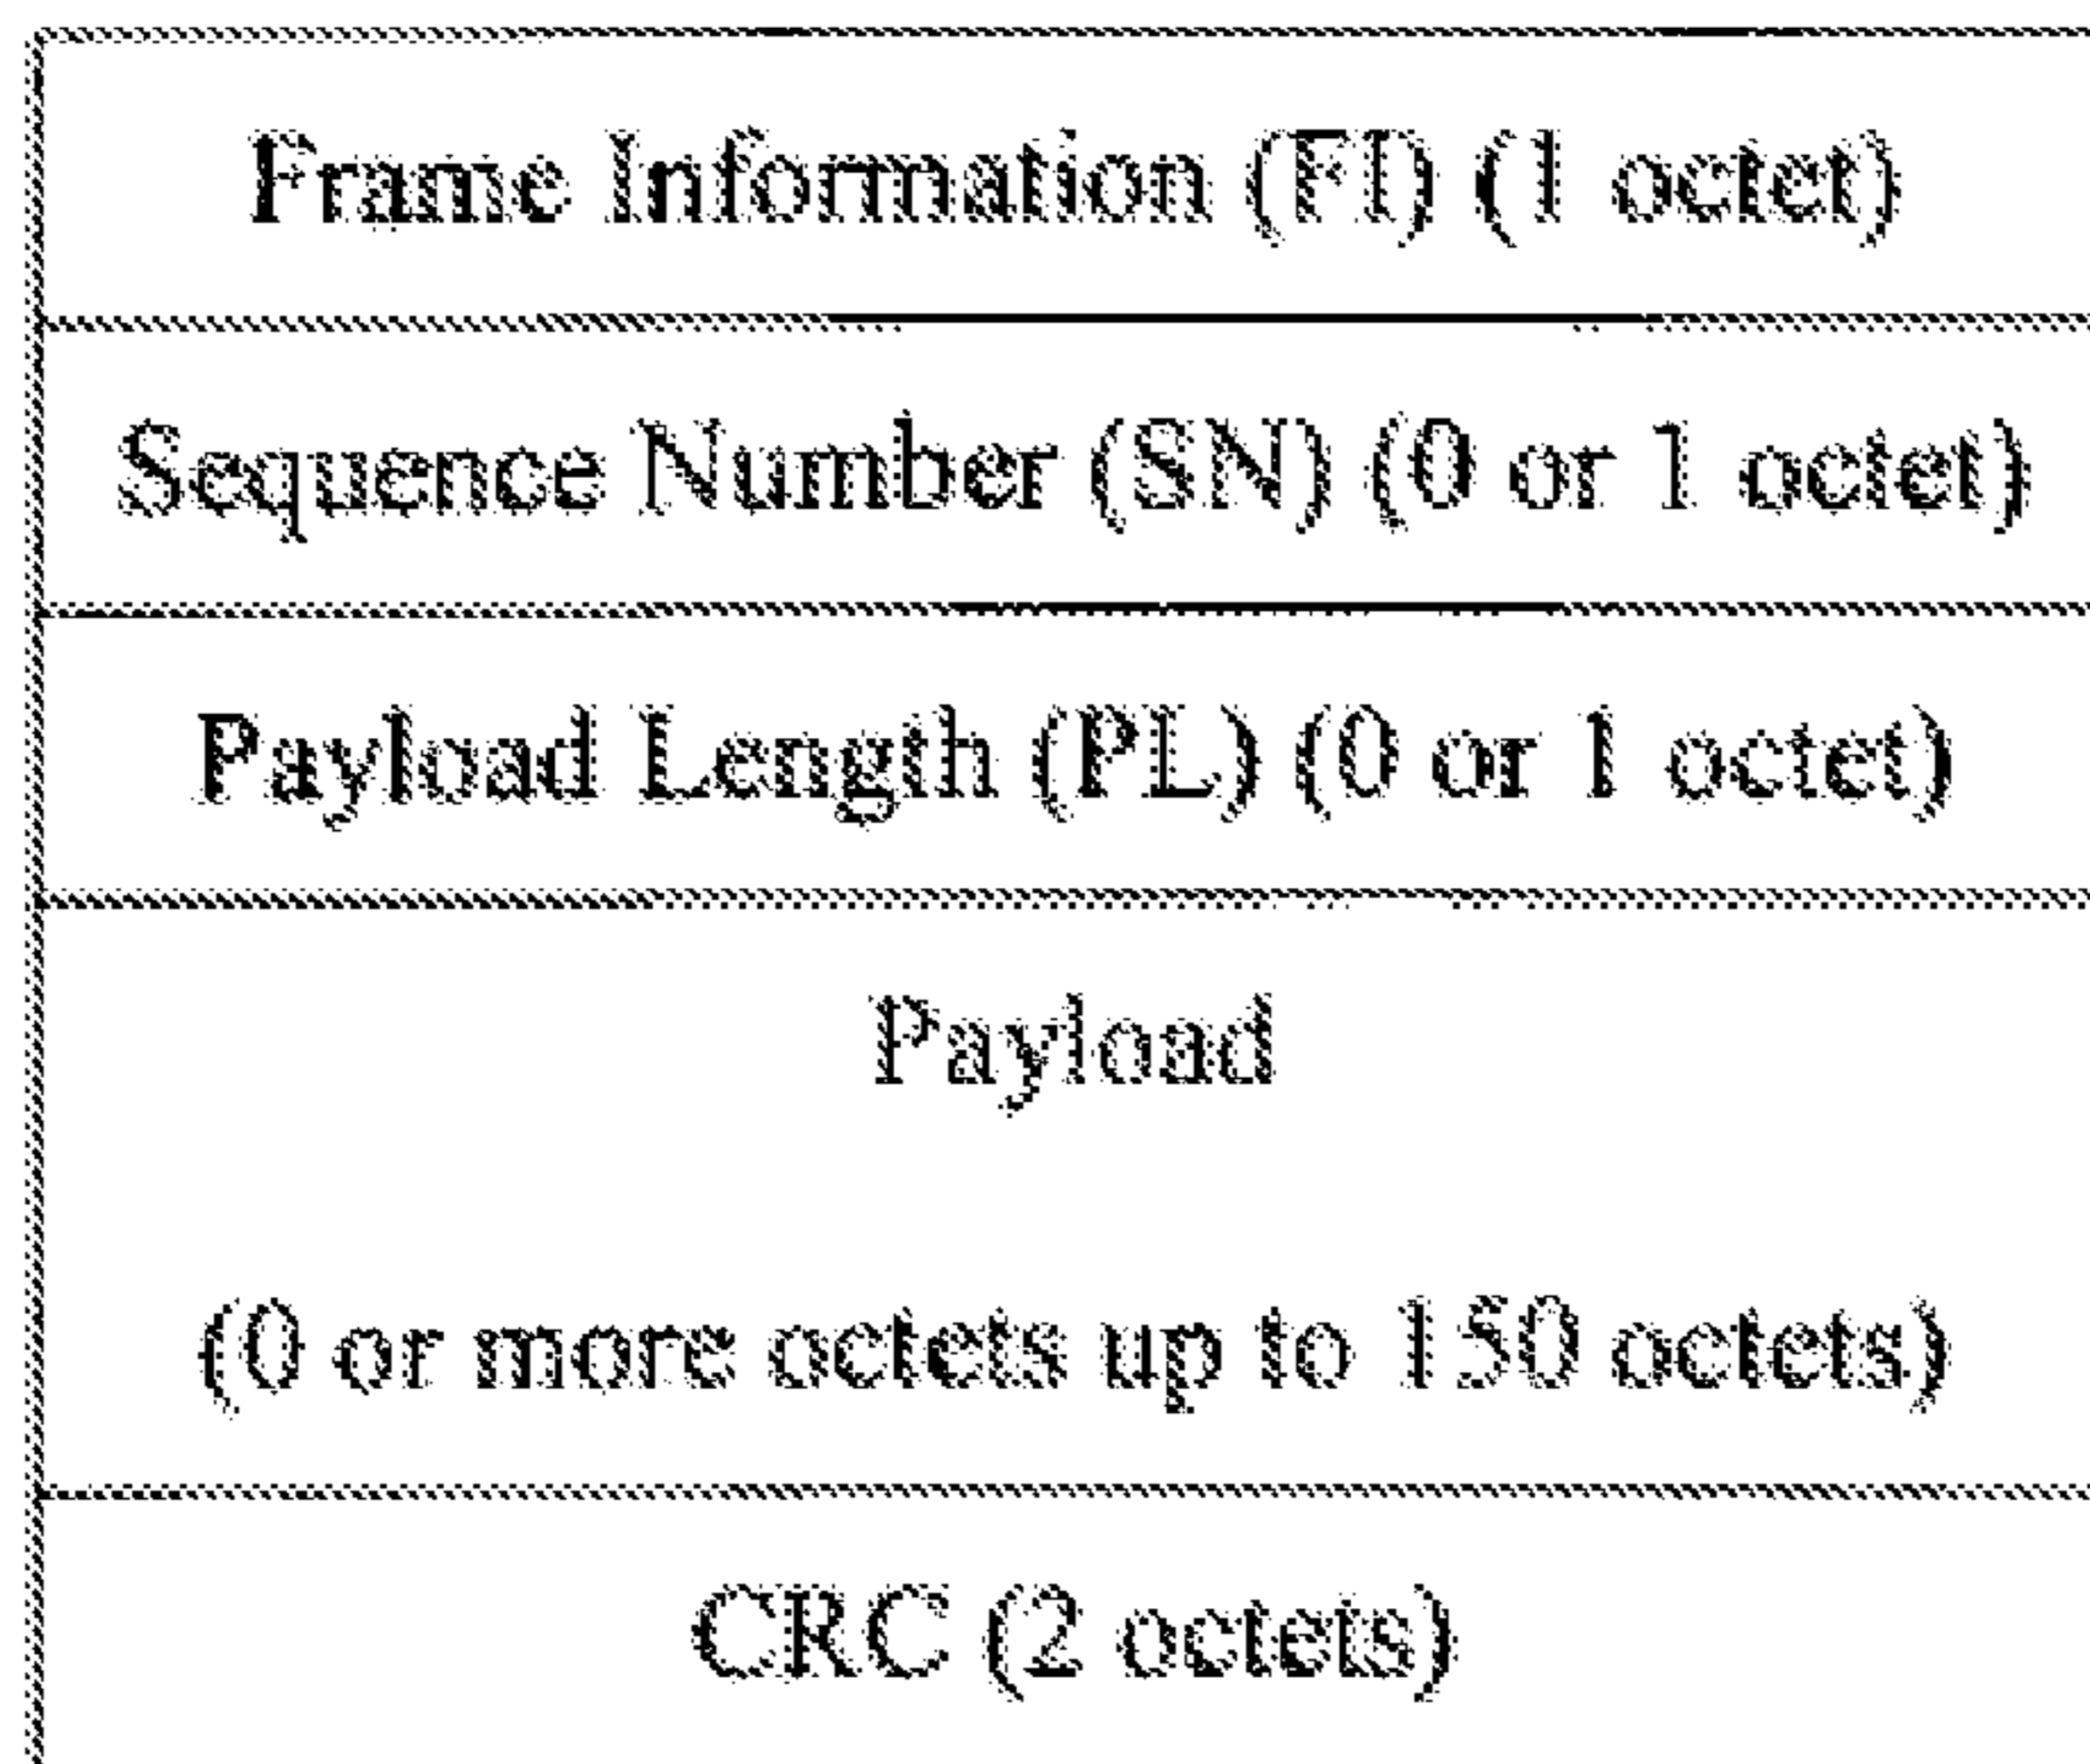 Frame Information (FI) (1 octet)
Sequence Number (SN) (0 or 1 octet)
Payload Length (PL) (0 or 1 octet)
Payload
(0 or more octets up to 150 octets)
CRC (2 octets)